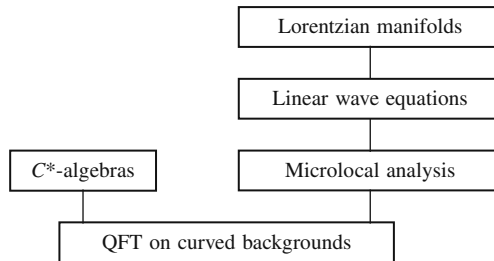 Lorentzian manifolds
Linear wave equations
C*-algebras
Microlocal analysis
QFT on curved backgrounds